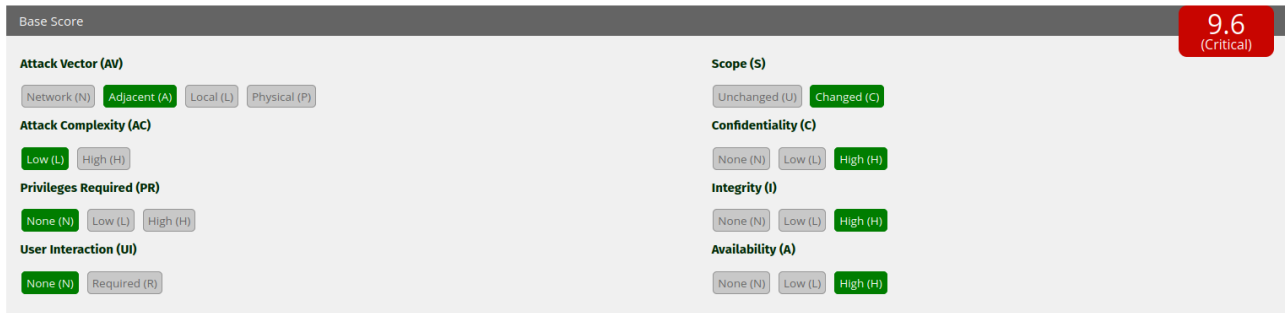 Base Score
9.6
(Critical)
Attack Vector (AV)
Network (N) Adjacent (A) Local (L) Physical (P)
Attack Complexity (AC)
Low (L) High (H)
Privileges Required (PR)
None (N) Low (L) High (H)
User Interaction (UI)
None (N) Required (R)
Scope (S)
Unchanged (U) Changed (C)
Confidentiality (C)
None (N) Low (L) High (H)
Integrity (I)
None (N) Low (L) High (H)
Availability (A)
None (N) Low (L) High (H)